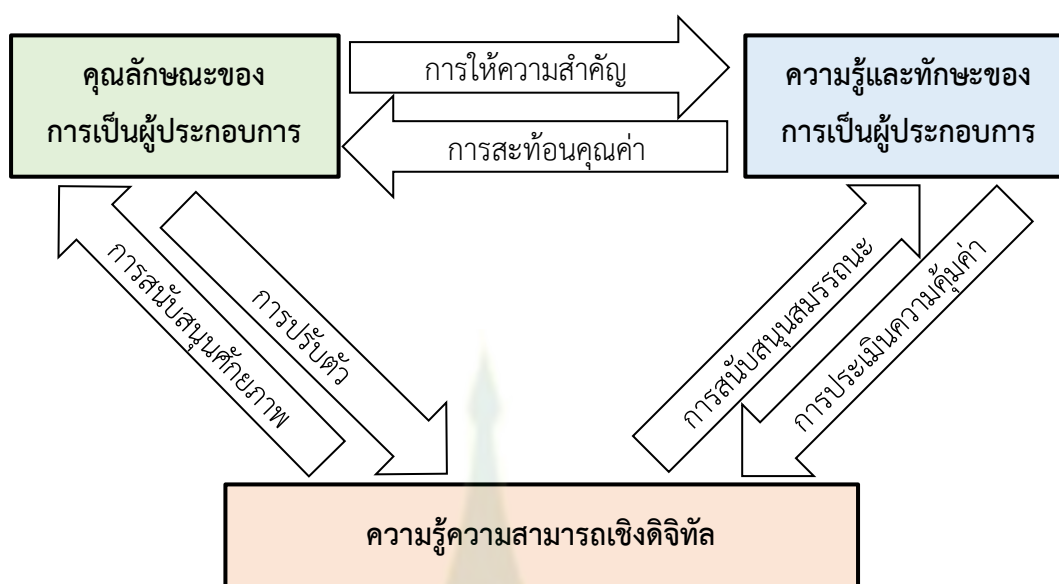 คุณลักษณะของ
การเป็นผู้ประกอบการ
การให้ความสำคัญ
การสะท้อนคุณค่า
ความรู้และทักษะของ
การเป็นผู้ประกอบการ
การสนับสนุนศักยภาพ
การปรับตัว
การสนับสนุนสมรรถนะ
การประเมินความคุ้มค่า
ความรู้ความสามารถเชิงดิจิทัล